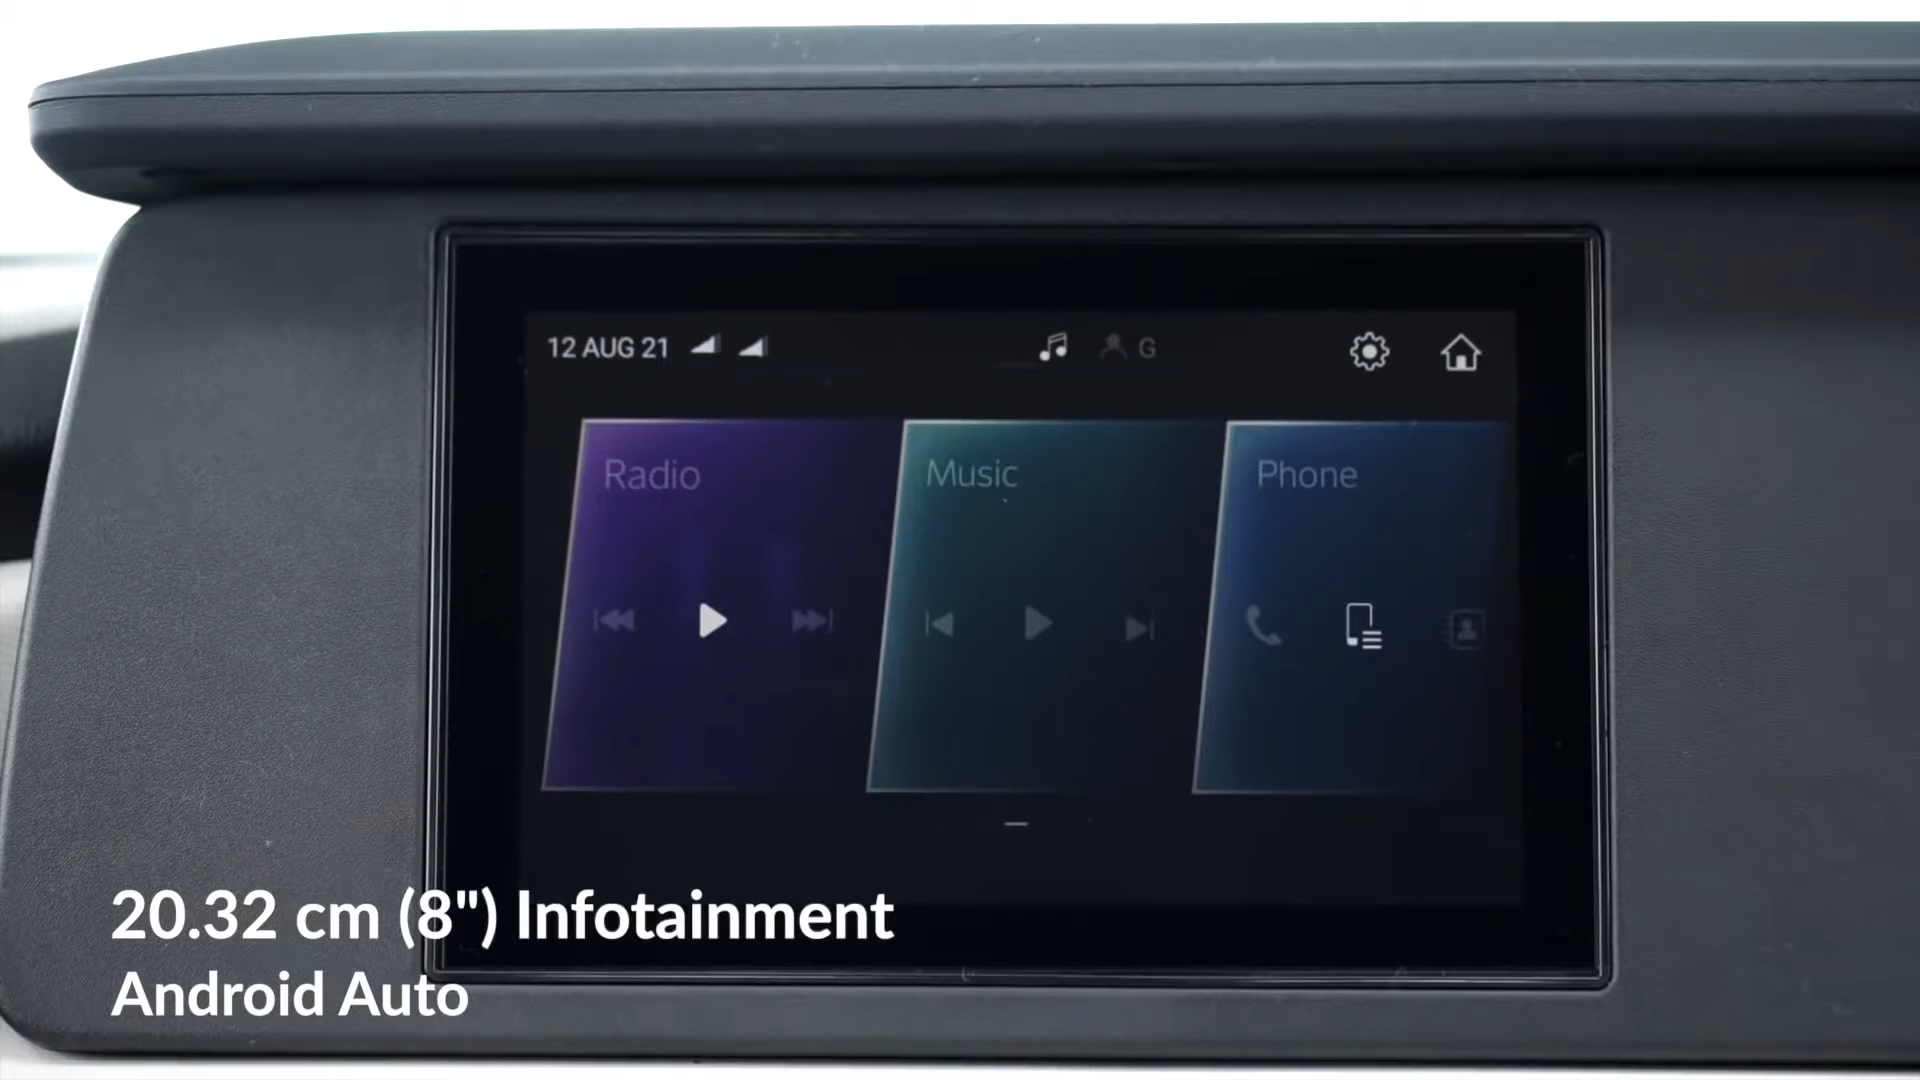 12 AUG 21
G
Radio
Music
Phone
20.32 cm (8") Infotainment
Android Auto